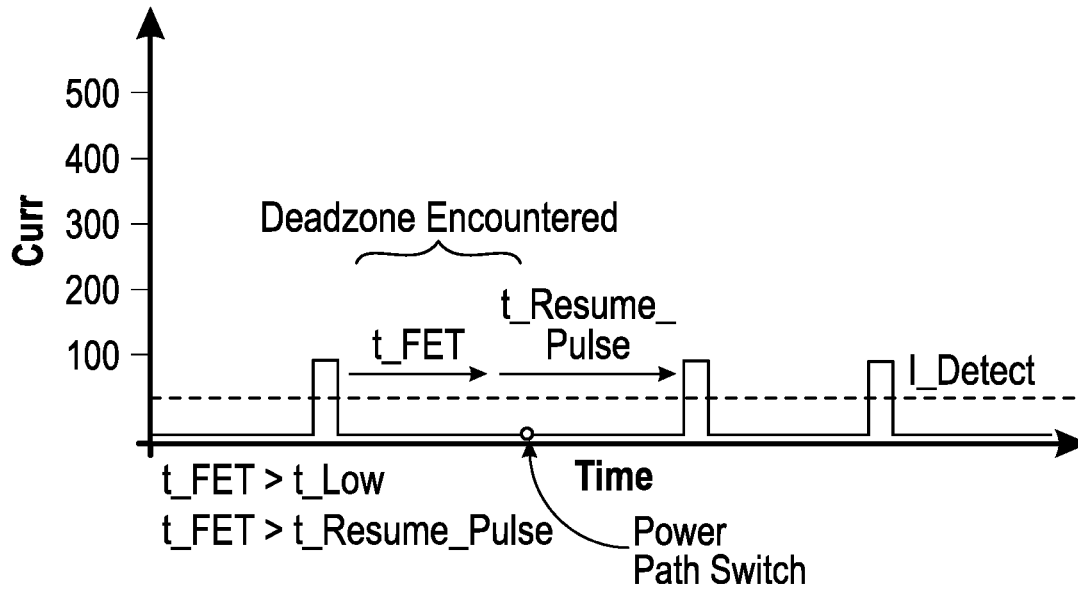 500
400
300
200
100
Curr
Deadzone Encountered
t_FET
t_Resume_
Pulse
I_Detect
t_FET > t_Low
t_FET > t_Resume_Pulse
Time
Power
Path Switch